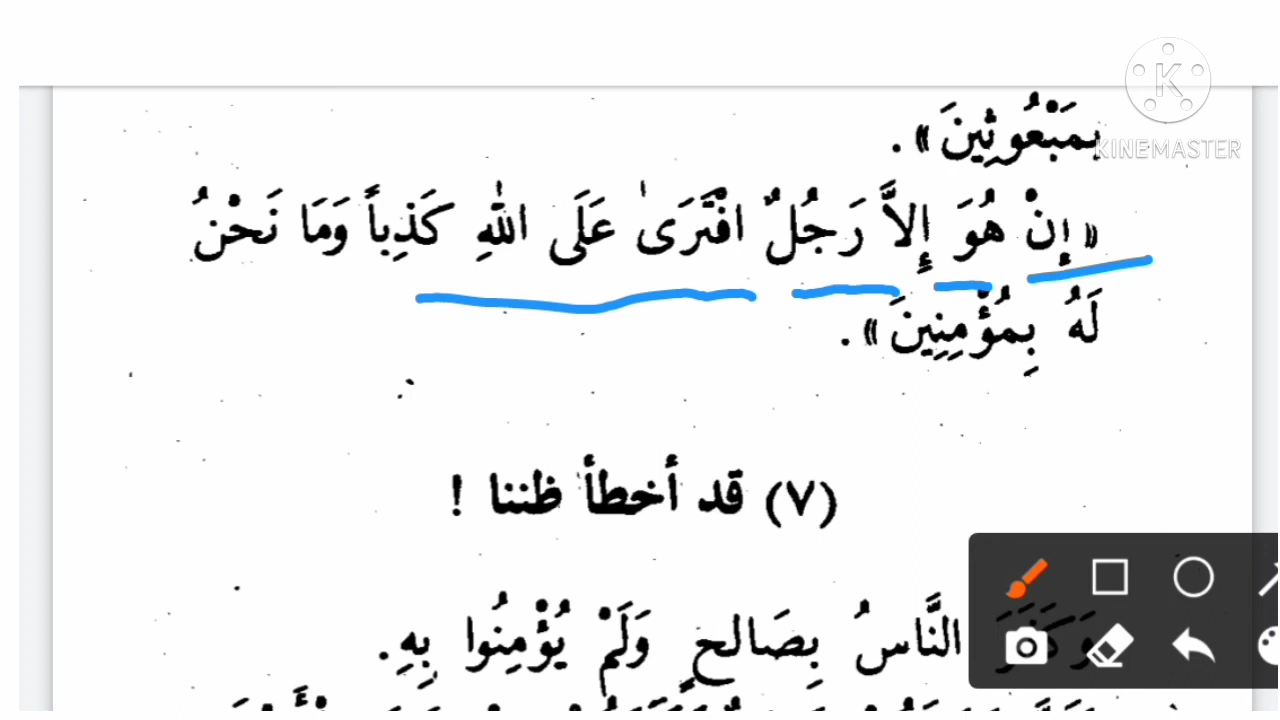 بِمَبْعُوثِينَ».
KINEMASTER
«إِنْ هُوَ إِلاَّ رَجُلٌ افْتَرَىٰ عَلَى اللهِ كَذِباً وَمَا نَحْنُ
لَهُ بِمُؤْمِنِينَ».
(٧) قد أخطأ ظننا !
وَكَفَرَ النَّاسُ بِصَالِحٍ وَلَمْ يُؤْمِنُوا بِهِ.